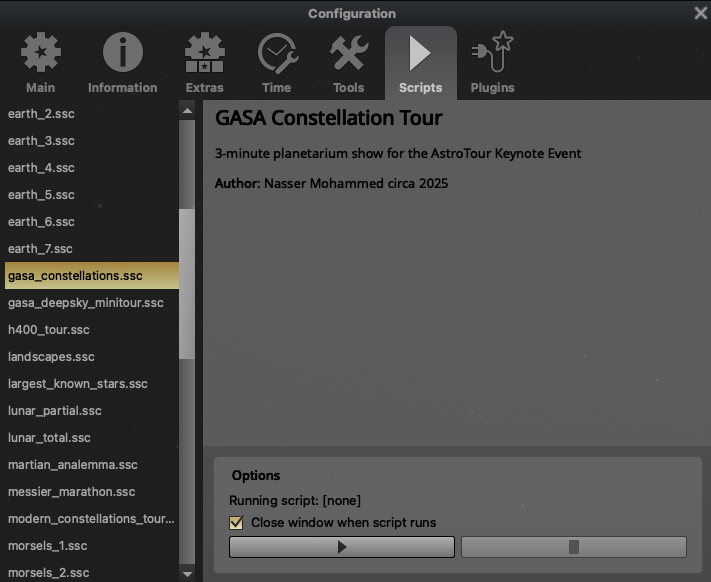 Configuration
Main
Information
Extras
Time
Tools
Scripts
Plugins
earth_2.ssc
earth_3.ssc
earth_4.ssc
earth_5.ssc
earth_6.ssc
earth_7.ssc
gasa_constellations.ssc
gasa_deepsky_minitour.ssc
h400_tour.ssc
landscapes.ssc
largest_known_stars.ssc
lunar_partial.ssc
lunar_total.ssc
martian_analemma.ssc
messier_marathon.ssc
modern_constellations_tour...
morsels_1.ssc
morsels_2.ssc
GASA Constellation Tour
3-minute planetarium show for the AstroTour Keynote Event
Author: Nasser Mohammed circa 2025
Options
Running script: [none]
Close window when script runs